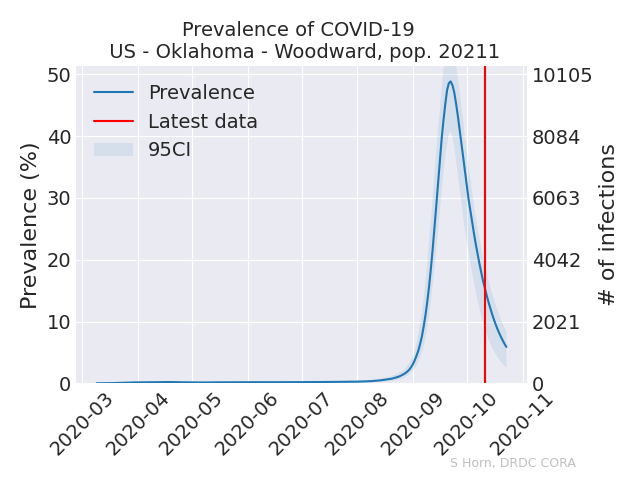 Prevalence of COVID-19
US - Oklahoma - Woodward, pop. 20211
50
40
30
20
10
0
Prevalence (%)
Prevalence
Latest data
95CI
10105
8084
6063
4042
2021
0
# of infections
2020-03
2020-04
2020-05
2020-06
2020-07
2020-08
2020-09
2020-10
2020-11
S Horn, DRDC CORA